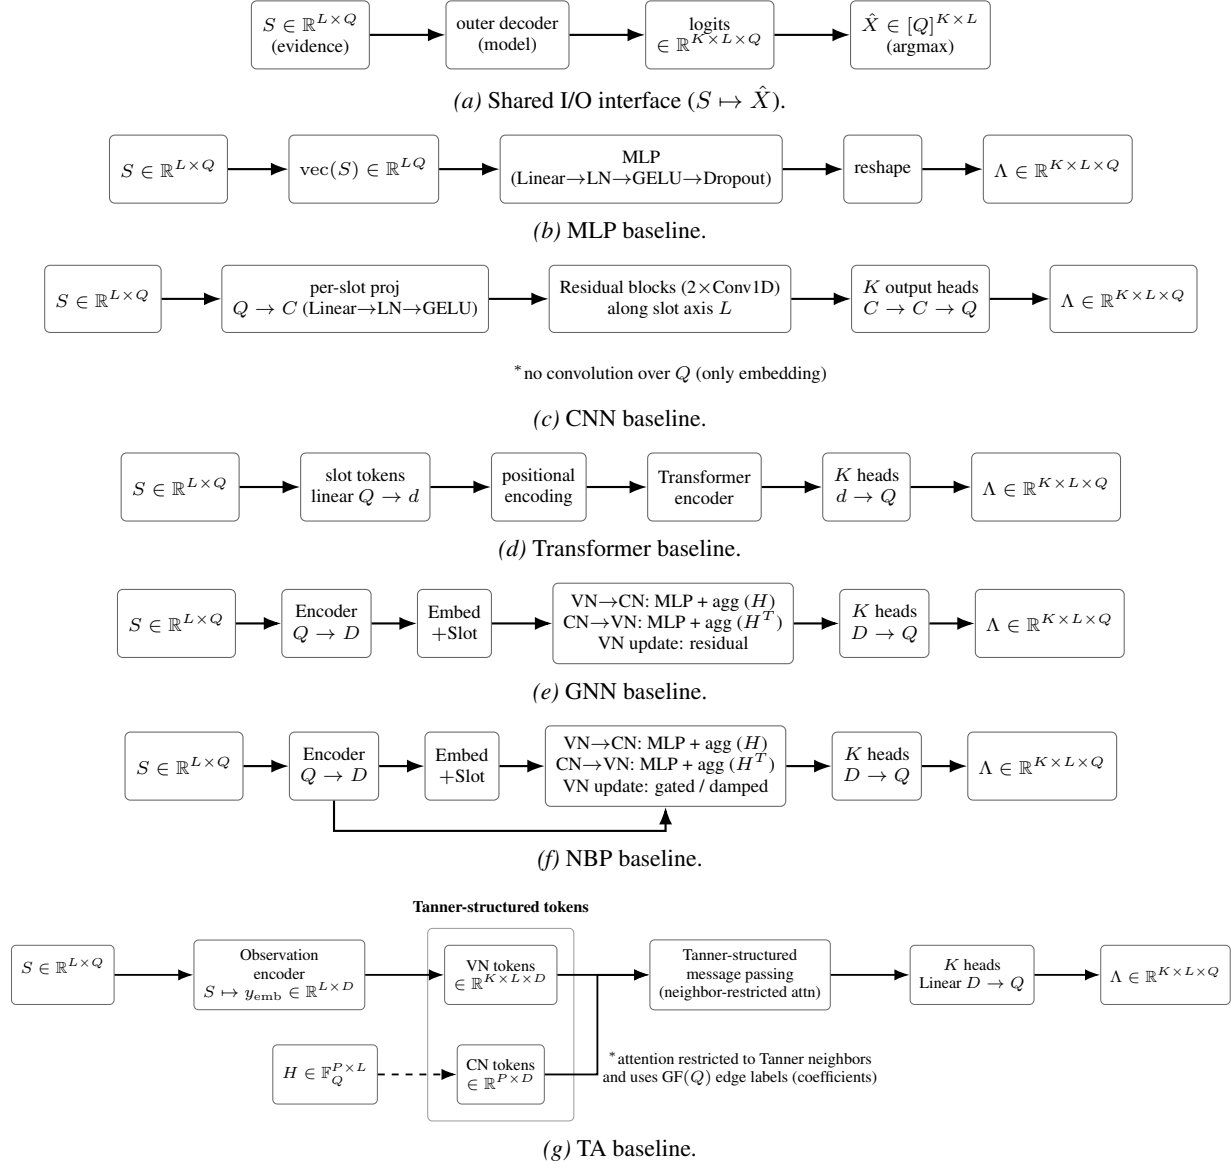 S ∈ ℝ^{L×Q}
(evidence)
outer decoder
(model)
logits
∈ ℝ^{K×L×Q}
X̂ ∈ [Q]^{K×L}
(argmax)
(a) Shared I/O interface (S ↦ X̂).
S ∈ ℝ^{L×Q}
vec(S) ∈ ℝ^{LQ}
MLP
(Linear→LN→GELU→Dropout)
reshape
Λ ∈ ℝ^{K×L×Q}
(b) MLP baseline.
S ∈ ℝ^{L×Q}
per-slot proj
Q → C (Linear→LN→GELU)
Residual blocks (2×Conv1D)
along slot axis L
K output heads
C → C → Q
Λ ∈ ℝ^{K×L×Q}
* no convolution over Q (only embedding)
(c) CNN baseline.
S ∈ ℝ^{L×Q}
slot tokens
linear Q → d
positional
encoding
Transformer
encoder
K heads
d → Q
Λ ∈ ℝ^{K×L×Q}
(d) Transformer baseline.
S ∈ ℝ^{L×Q}
Encoder
Q → D
Embed
+Slot
VN→CN: MLP + agg (H)
CN→VN: MLP + agg (H^T)
VN update: residual
K heads
D → Q
Λ ∈ ℝ^{K×L×Q}
(e) GNN baseline.
S ∈ ℝ^{L×Q}
Encoder
Q → D
Embed
+Slot
VN→CN: MLP + agg (H)
CN→VN: MLP + agg (H^T)
VN update: gated / damped
K heads
D → Q
Λ ∈ ℝ^{K×L×Q}
(f) NBP baseline.
Tanner-structured tokens
S ∈ ℝ^{L×Q}
Observation
encoder
S ↦ y_{emb} ∈ ℝ^{L×D}
VN tokens
∈ ℝ^{K×L×D}
Tanner-structured
message passing
(neighbor-restricted attn)
K heads
Linear D → Q
Λ ∈ ℝ^{K×L×Q}
H ∈ 𝔽_Q^{P×L}
CN tokens
∈ ℝ^{P×D}
* attention restricted to Tanner neighbors
and uses GF(Q) edge labels (coefficients)
(g) TA baseline.